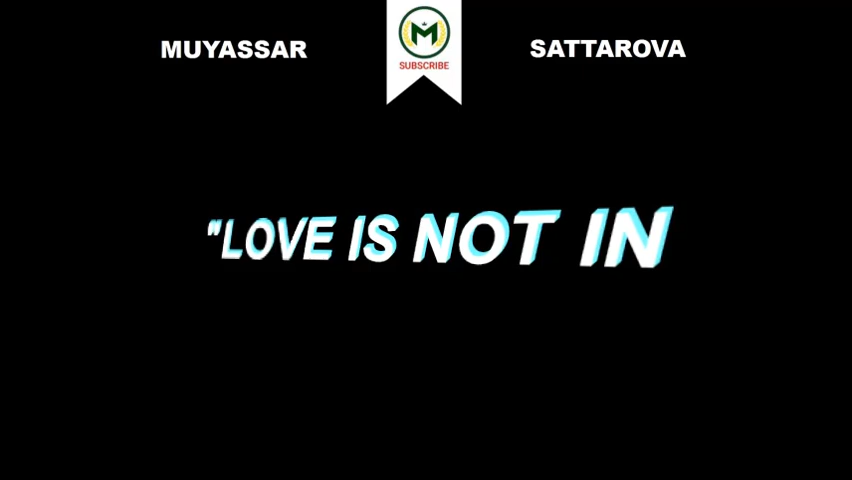 MUYASSAR
M
SUBSCRIBE
SATTAROVA
"LOVE IS NOT IN